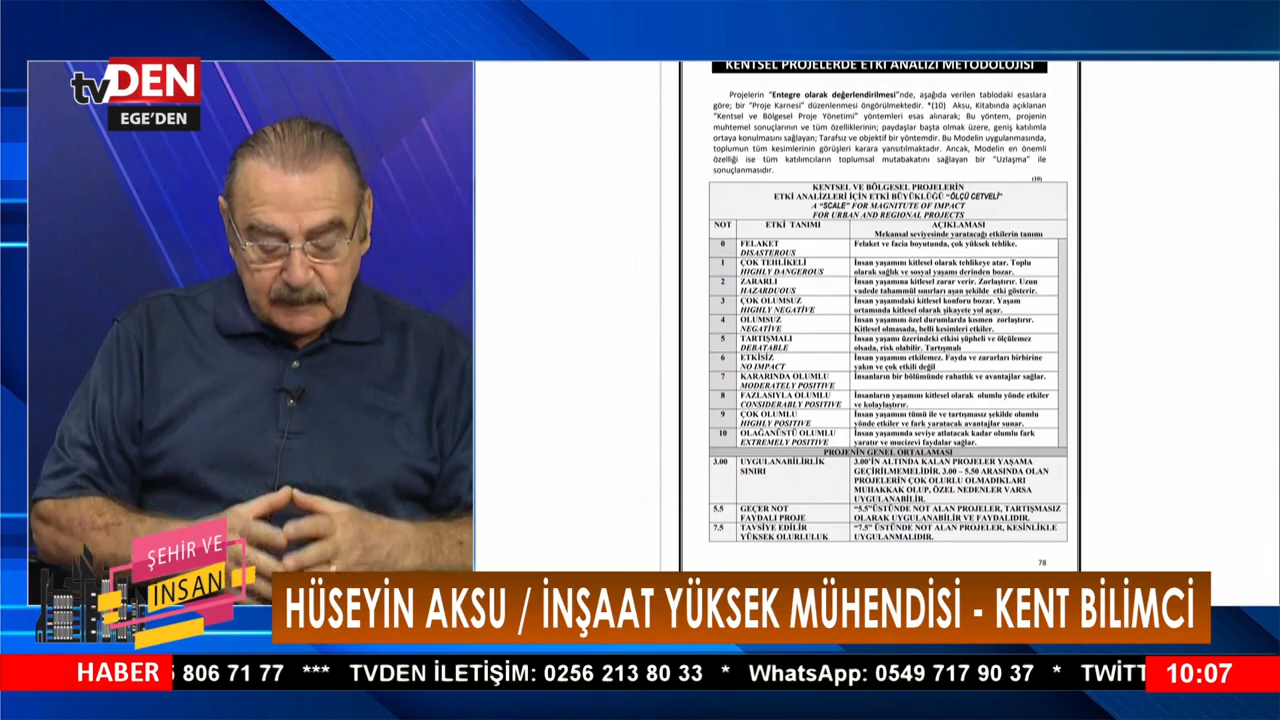 tvDEN
EGE'DEN
KENTSEL PROJELERDE ETKİ ANALİZİ METODOLOJİSİ
Projelerin "Entegre olarak değerlendirilmesi"nde, aşağıda verilen tablodaki esaslara
göre; bir "Proje Karnesi" düzenlenmesi öngörülmektedir. *(10) Aksu, Kitabında açıklanan
"Kentsel ve Bölgesel Proje Yönetimi" yöntemleri esas alınarak; Bu yöntem, projenin
muhtemel sonuçlarının ve tüm özelliklerinin; paydaşlar başta olmak üzere, geniş katılımla
ortaya konulmasını sağlayan; Tarafsız ve objektif bir yöntemdir. Bu Modelin uygulanmasında,
toplumun tüm kesimlerinin görüşleri karara yansıtılmaktadır. Ancak, Modelin en önemli
özelliği ise tüm katılımcıların toplumsal mutabakatını sağlayan bir "Uzlaşma" ile
sonuçlanmasıdır.
(10)
KENTSEL VE BÖLGESEL PROJELERİN
ETKİ ANALİZLERİ İÇİN ETKİ BÜYÜKLÜĞÜ "ÖLÇÜ CETVELİ"
A "SCALE" FOR MAGNITUDE OF IMPACT
FOR URBAN AND REGIONAL PROJECTS
NOT ETKİ TANIMI AÇIKLAMASI
Mekansal seviyesinde yaratacağı etkilerin tanımı
0 FELAKET Felaket ve facia boyutunda, çok yüksek tehlike.
DISASTEROUS
1 ÇOK TEHLİKELİ İnsan yaşamını kitlesel olarak tehlikeye atar. Toplu
HIGHLY DANGEROUS olarak sağlık ve sosyal yaşamı derinden bozar.
2 ZARARLI İnsan yaşamına kitlesel zarar verir. Zorlaştırır. Uzun
HAZARDUOUS vadede tahammül sınırları aşan şekilde etki gösterir.
3 ÇOK OLUMSUZ İnsan yaşamıdaki kitlesel konforu bozar. Yaşam
HIGHLY NEGATIVE ortamında kitlesel olarak şikayete yol açar.
4 OLUMSUZ İnsan yaşamını özel durumlarda kısmen zorlaştırır.
NEGATIVE Kitlesel olmasada, belli kesimleri etkiler.
5 TARTIŞMALI İnsan yaşamı üzerindeki etkisi şüpheli ve ölçülemez
DEBATABLE olsada, risk olabilir. Tartışmalı
6 ETKİSİZ İnsan yaşamını etkilemez. Fayda ve zararları birbirine
NO IMPACT yakın ve çok etkili değil
7 KARARINDA OLUMLU İnsanların bir bölümünde rahatlık ve avantajlar sağlar.
MODERATELY POSITIVE
8 FAZLASIYLA OLUMLU İnsanların yaşamını kitlesel olarak olumlu yönde etkiler
CONSIDERABLY POSITIVE ve kolaylaştırır.
9 ÇOK OLUMLU İnsan yaşamını tümü ile ve tartışmasız şekilde olumlu
HIGHLY POSITIVE yönde etkiler ve fark yaratacak avantajlar sunar.
10 OLAĞANÜSTÜ OLUMLU İnsan yaşamında seviye atlatacak kadar olumlu fark
EXTREMELY POSITIVE yaratır ve mucizevi faydalar sağlar.
PROJENİN GENEL ORTALAMASI
3.00 UYGULANABİLİRLİK 3.00'İN ALTINDA KALAN PROJELER YAŞAMA
SINIRI GEÇİRİLMEMELİDİR. 3.00 – 5.50 ARASINDA OLAN
PROJELERİN ÇOK OLURLU OLMADIKLARI
MUHAKKAK OLUP, ÖZEL NEDENLER VARSA
UYGULANABİLİR.
5.5 GEÇER NOT "5.5"ÜSTÜNDE NOT ALAN PROJELER, TARTIŞMASIZ
FAYDALI PROJE OLARAK UYGULANABİLİR VE FAYDALIDIR.
7.5 TAVSİYE EDİLİR "7.5" ÜSTÜNDE NOT ALAN PROJELER, KESİNLİKLE
YÜKSEK OLURLULUK UYGULANMALIDIR.
78
ŞEHİR VE
İNSAN
HÜSEYİN AKSU / İNŞAAT YÜKSEK MÜHENDİSİ - KENT BİLİMCİ
HABER 806 71 77 *** TVDEN İLETİŞİM: 0256 213 80 33 * WhatsApp: 0549 717 90 37 * TWİTT 10:07